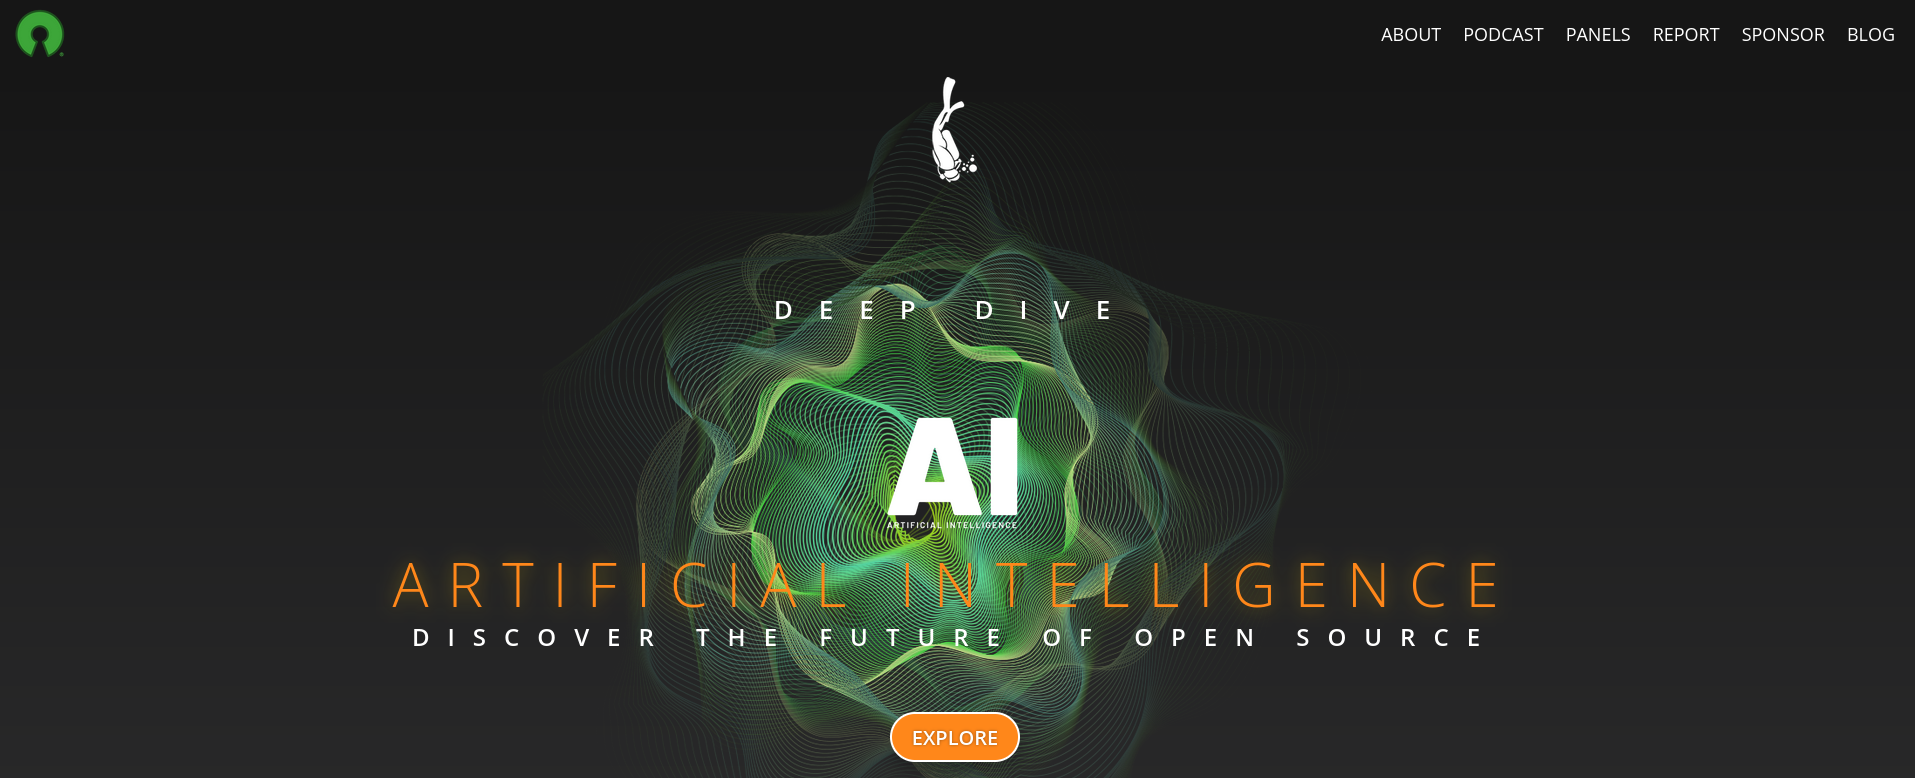 ABOUT PODCAST PANELS REPORT SPONSOR BLOG
DEEP DIVE
AI
ARTIFICIAL INTELLIGENCE
ARTIFICIAL INTELLIGENCE
DISCOVER THE FUTURE OF OPEN SOURCE
EXPLORE